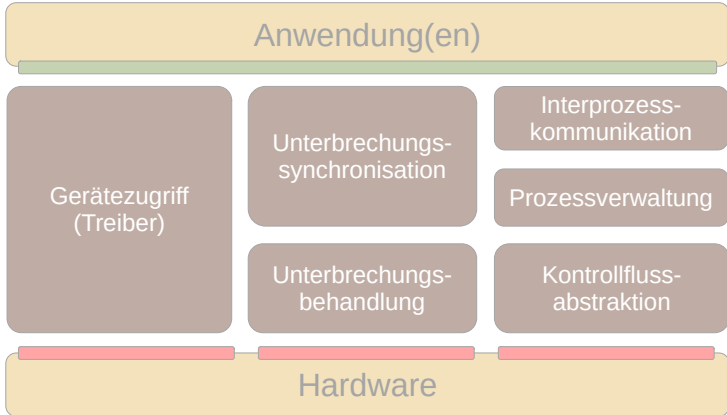 Anwendung(en)
Gerätezugriff
(Treiber)
Unterbrechungs-
synchronisation
Unterbrechungs-
behandlung
Interprozess-
kommunikation
Prozessverwaltung
Kontrollfluss-
abstraktion
Hardware